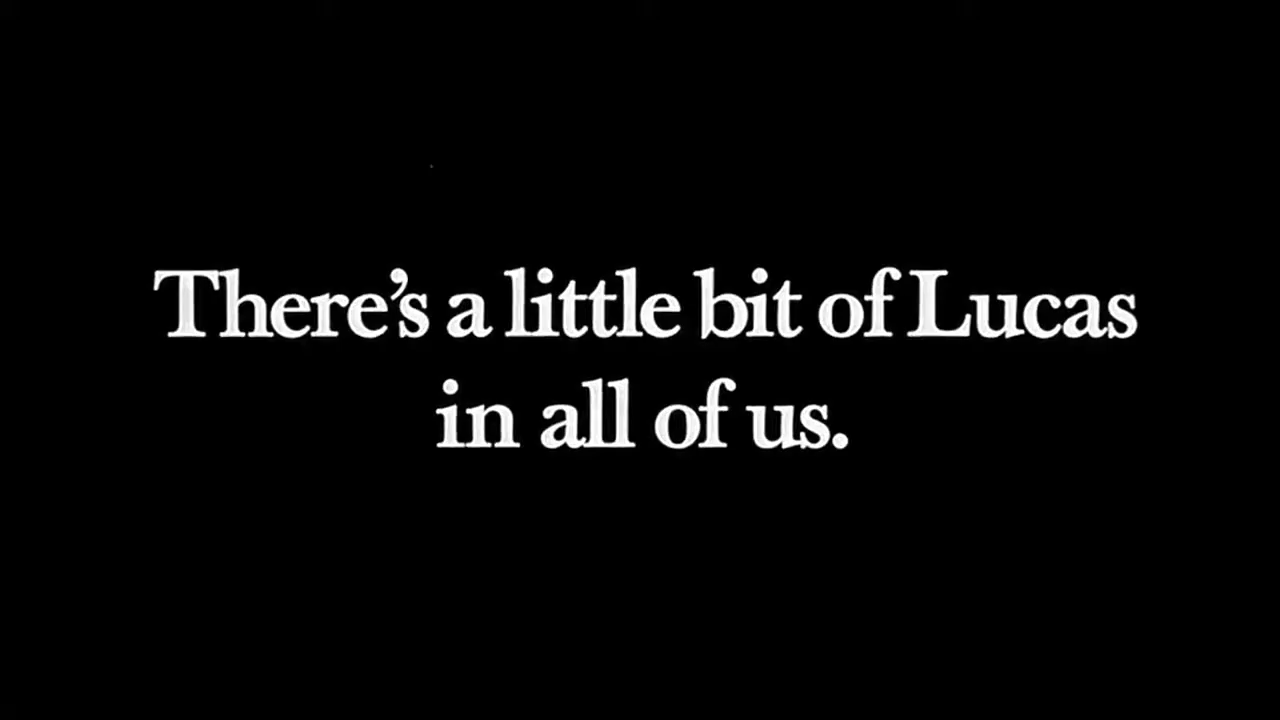 There’s a little bit of Lucas
in all of us.